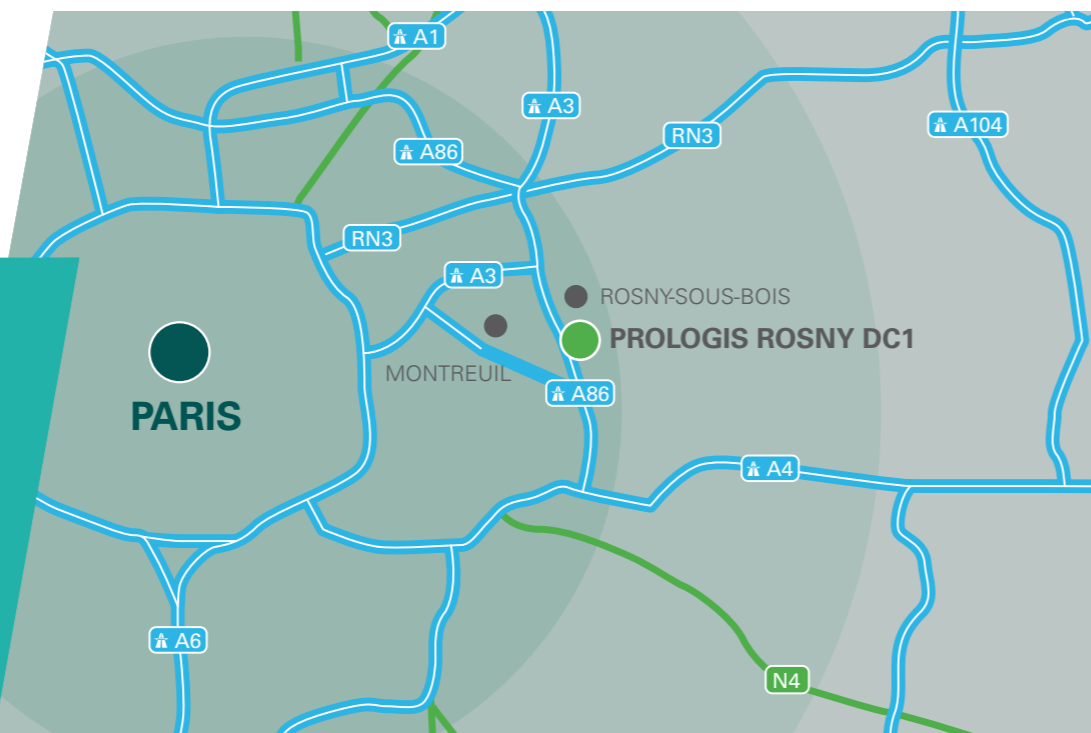 A1
A3
A104
RN3
A86
RN3
A3
ROSNY-SOUS-BOIS
PROLOGIS ROSNY DC1
MONTREUIL
A86
PARIS
A4
A6
N4